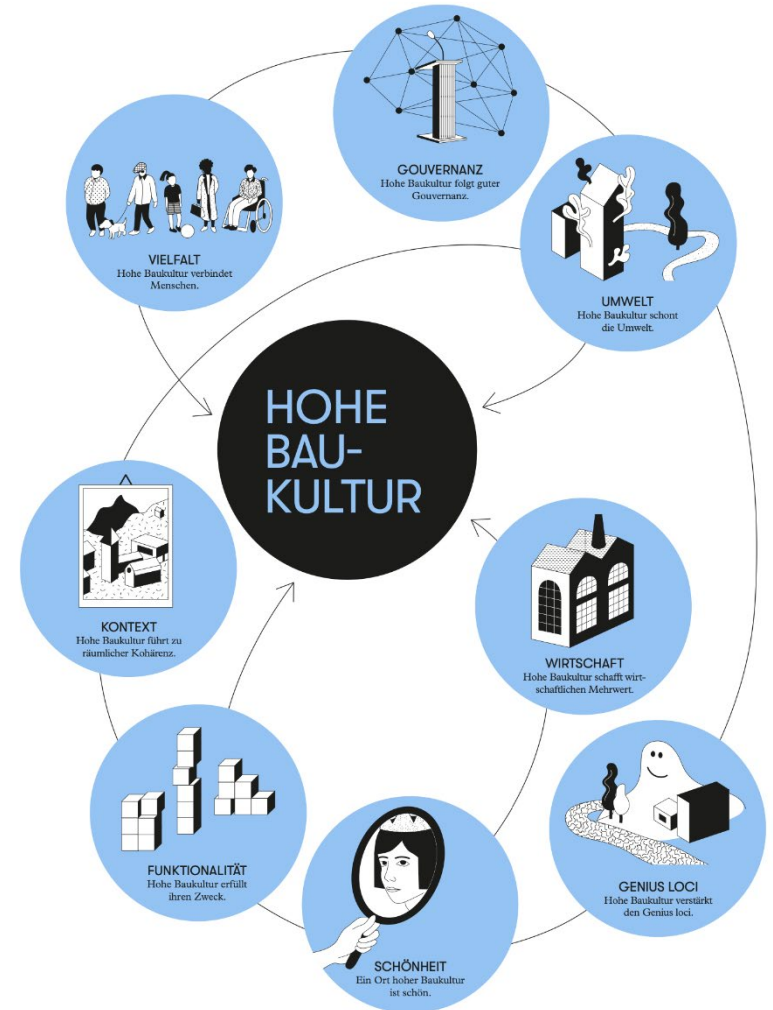 GOUVERNANZ
Hohe Baukultur folgt guter
Gouvernanz.
VIELFALT
Hohe Baukultur verbindet
Menschen.
UMWELT
Hohe Baukultur schont
die Umwelt.
HOHE
BAU-
KULTUR
KONTEXT
Hohe Baukultur führt zu
räumlicher Kohärenz.
WIRTSCHAFT
Hohe Baukultur schafft wirt-
schaftlichen Mehrwert.
FUNKTIONALITÄT
Hohe Baukultur erfüllt
ihren Zweck.
GENIUS LOCI
Hohe Baukultur verstärkt
den Genius loci.
SCHÖNHEIT
Ein Ort hoher Baukultur
ist schön.